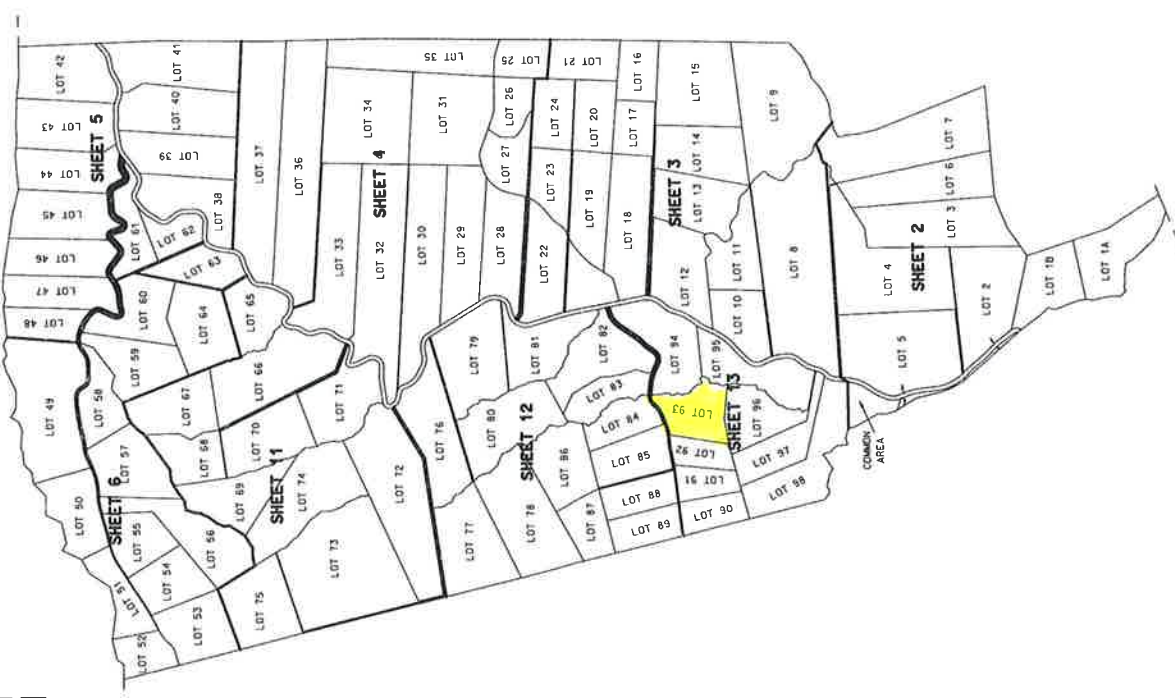 LOT 42
LOT 41
LOT 43
LOT 40
SHEET 5
LOT 44
LOT 39
LOT 45
LOT 38
LOT 61
LOT 62
LOT 46
LOT 63
LOT 47
LOT 60
LOT 48
LOT 64
LOT 65
LOT 59
LOT 49
LOT 58
LOT 67
LOT 66
LOT 57
LOT 68
LOT 70
LOT 71
LOT 50
SHEET 6
LOT 69
SHEET 11
LOT 74
LOT 72
LOT 55
LOT 56
LOT 51
LOT 54
LOT 73
LOT 53
LOT 75
LOT 52
LOT 37
LOT 36
LOT 35
LOT 34
LOT 31
SHEET 4
LOT 33
LOT 32
LOT 30
LOT 29
LOT 28
LOT 25
LOT 26
LOT 27
LOT 21
LOT 24
LOT 20
LOT 23
LOT 19
LOT 22
LOT 16
LOT 17
LOT 18
LOT 15
LOT 14
SHEET 3
LOT 13
LOT 12
LOT 11
LOT 10
LOT 9
LOT 8
LOT 7
LOT 6
LOT 3
SHEET 2
LOT 4
LOT 2
LOT 5
LOT 1B
LOT 1A
LOT 79
LOT 81
LOT 82
LOT 76
LOT 80
SHEET 12
LOT 83
LOT 84
LOT 86
LOT 85
LOT 77
LOT 78
LOT 87
LOT 88
LOT 89
LOT 94
LOT 95
LOT 93
SHEET 13
LOT 96
LOT 92
LOT 97
LOT 91
LOT 98
LOT 90
COMMON
AREA